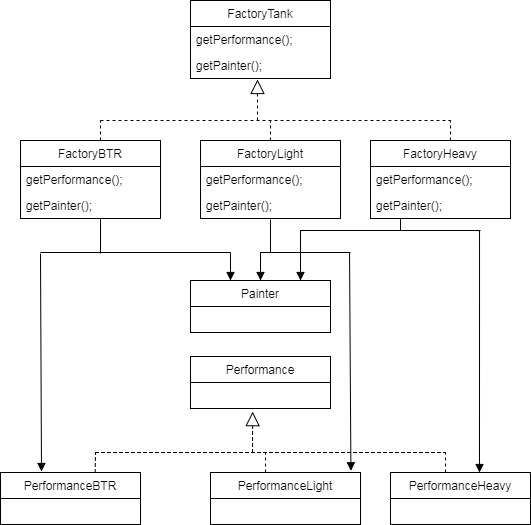 FactoryTank
getPerformance();
getPainter();
FactoryBTR
getPerformance();
getPainter();
FactoryLight
getPerformance();
getPainter();
FactoryHeavy
getPerformance();
getPainter();
Painter
Performance
PerformanceBTR
PerformanceLight
PerformanceHeavy